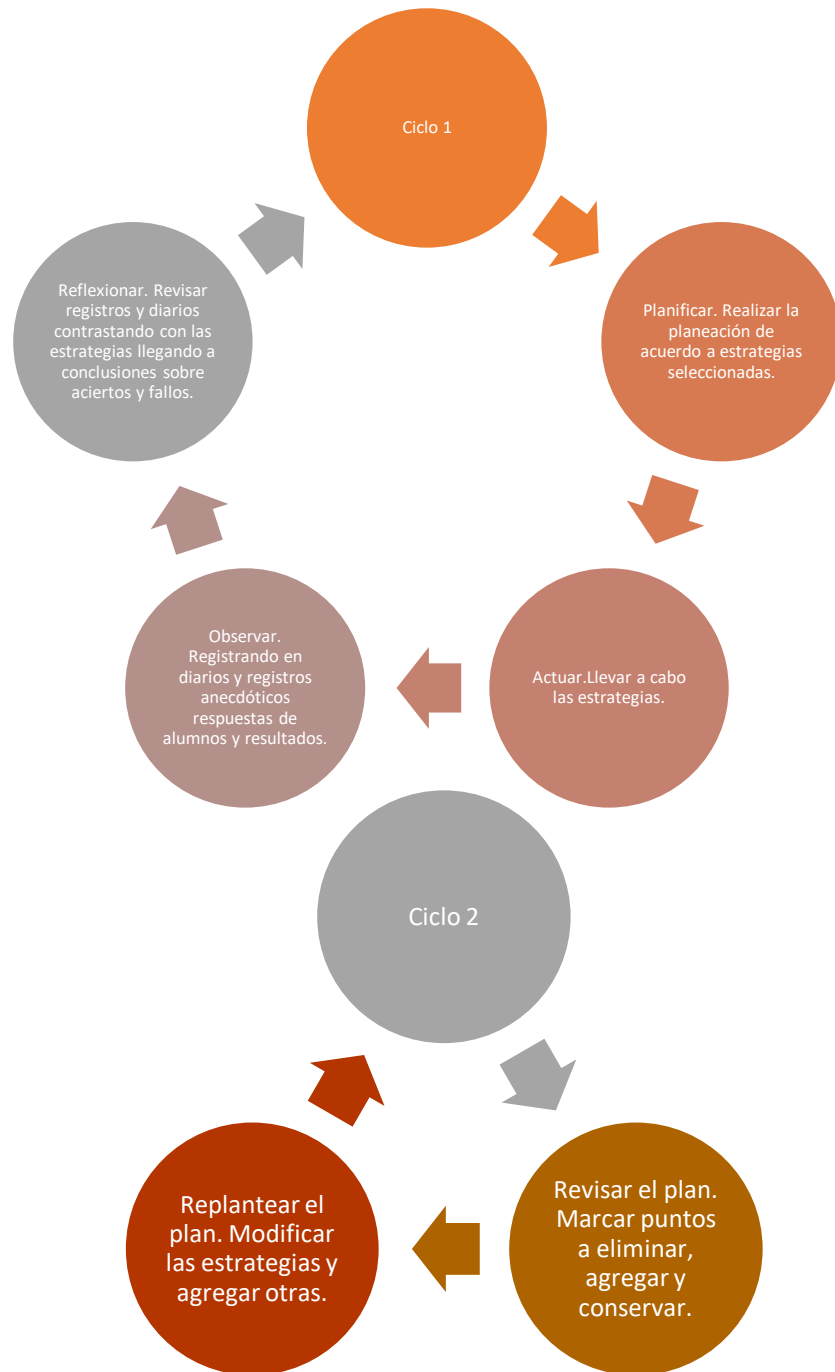 Ciclo 1
Planificar. Realizar la
planeación de
acuerdo a estrategias
seleccionadas.
Actuar.Llevar a cabo
las estrategias.
Observar.
Registrando en
diarios y registros
anecdóticos
respuestas de
alumnos y resultados.
Reflexionar. Revisar
registros y diarios
contrastando con las
estrategias llegando a
conclusiones sobre
aciertos y fallos.
Ciclo 2
Revisar el plan.
Marcar puntos
a eliminar,
agregar y
conservar.
Replantear el
plan. Modificar
las estrategias y
agregar otras.